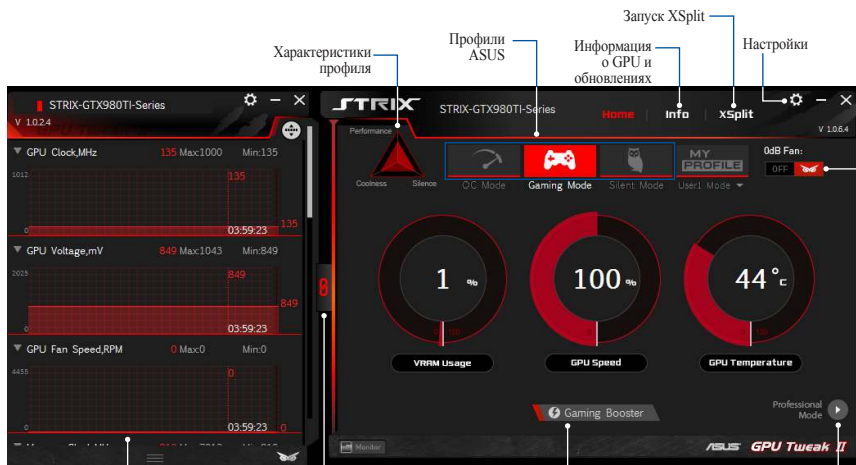 Запуск XSplit
Характеристики
профиля
Профили
ASUS
Информация
о GPU и
обновлениях
Настройки
STRIX-GTX980TI-Series
V 1.0.2.4
GPU Clock,MHz 135 Max:1000 Min:135
1012
135
135
0
03:59:23
GPU Voltage,mV 849 Max:1043 Min:849
2025
849
849
0
03:59:23
GPU Fan Speed,RPM 0 Max:0 Min:0
4455
0
0
03:59:23
0
STRIX
STRIX-GTX980TI-Series
Home
Info
XSplit
V 1.0.6.4
Performance
Coolness
Silence
OC Mode
Gaming Mode
Silent Mode
MY
PROFILE
User1 Mode
0dB Fan:
OFF
1 %
0 100
VRAM Usage
100 %
0
GPU Speed
44 °c
0 100
GPU Temperature
Gaming Booster
Professional
Mode
Monitor
ASUS GPU Tweak II